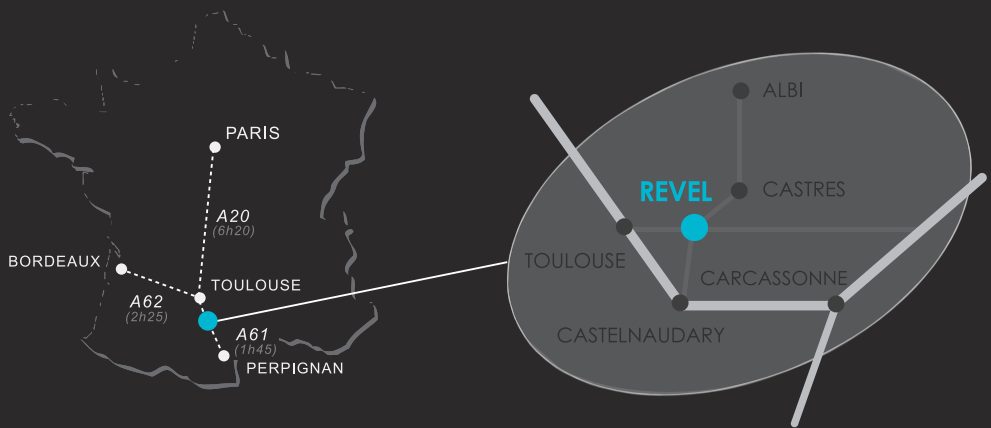 PARIS
A20
(6h20)
BORDEAUX
TOULOUSE
A62
(2h25)
A61
(1h45)
PERPIGNAN
ALBI
REVEL
CASTRES
TOULOUSE
CARCASSONNE
CASTELNAUDARY